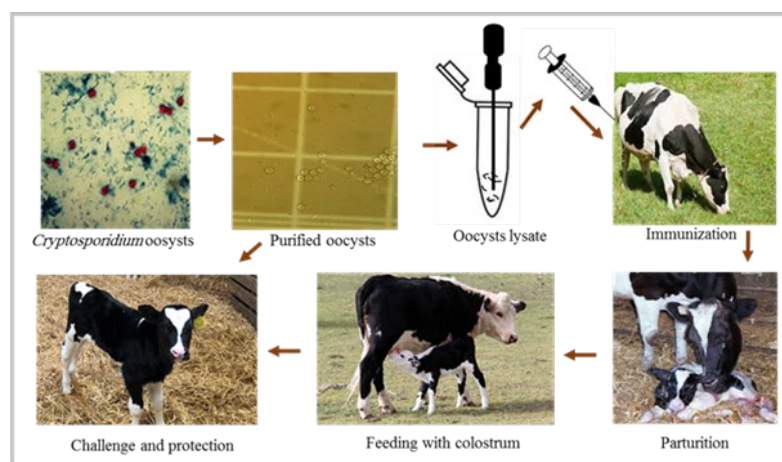 Cryptosporidium oosysts
Purified oocysts
Oocysts lysate
Immunization
Challenge and protection
Feeding with colostrum
Parturition